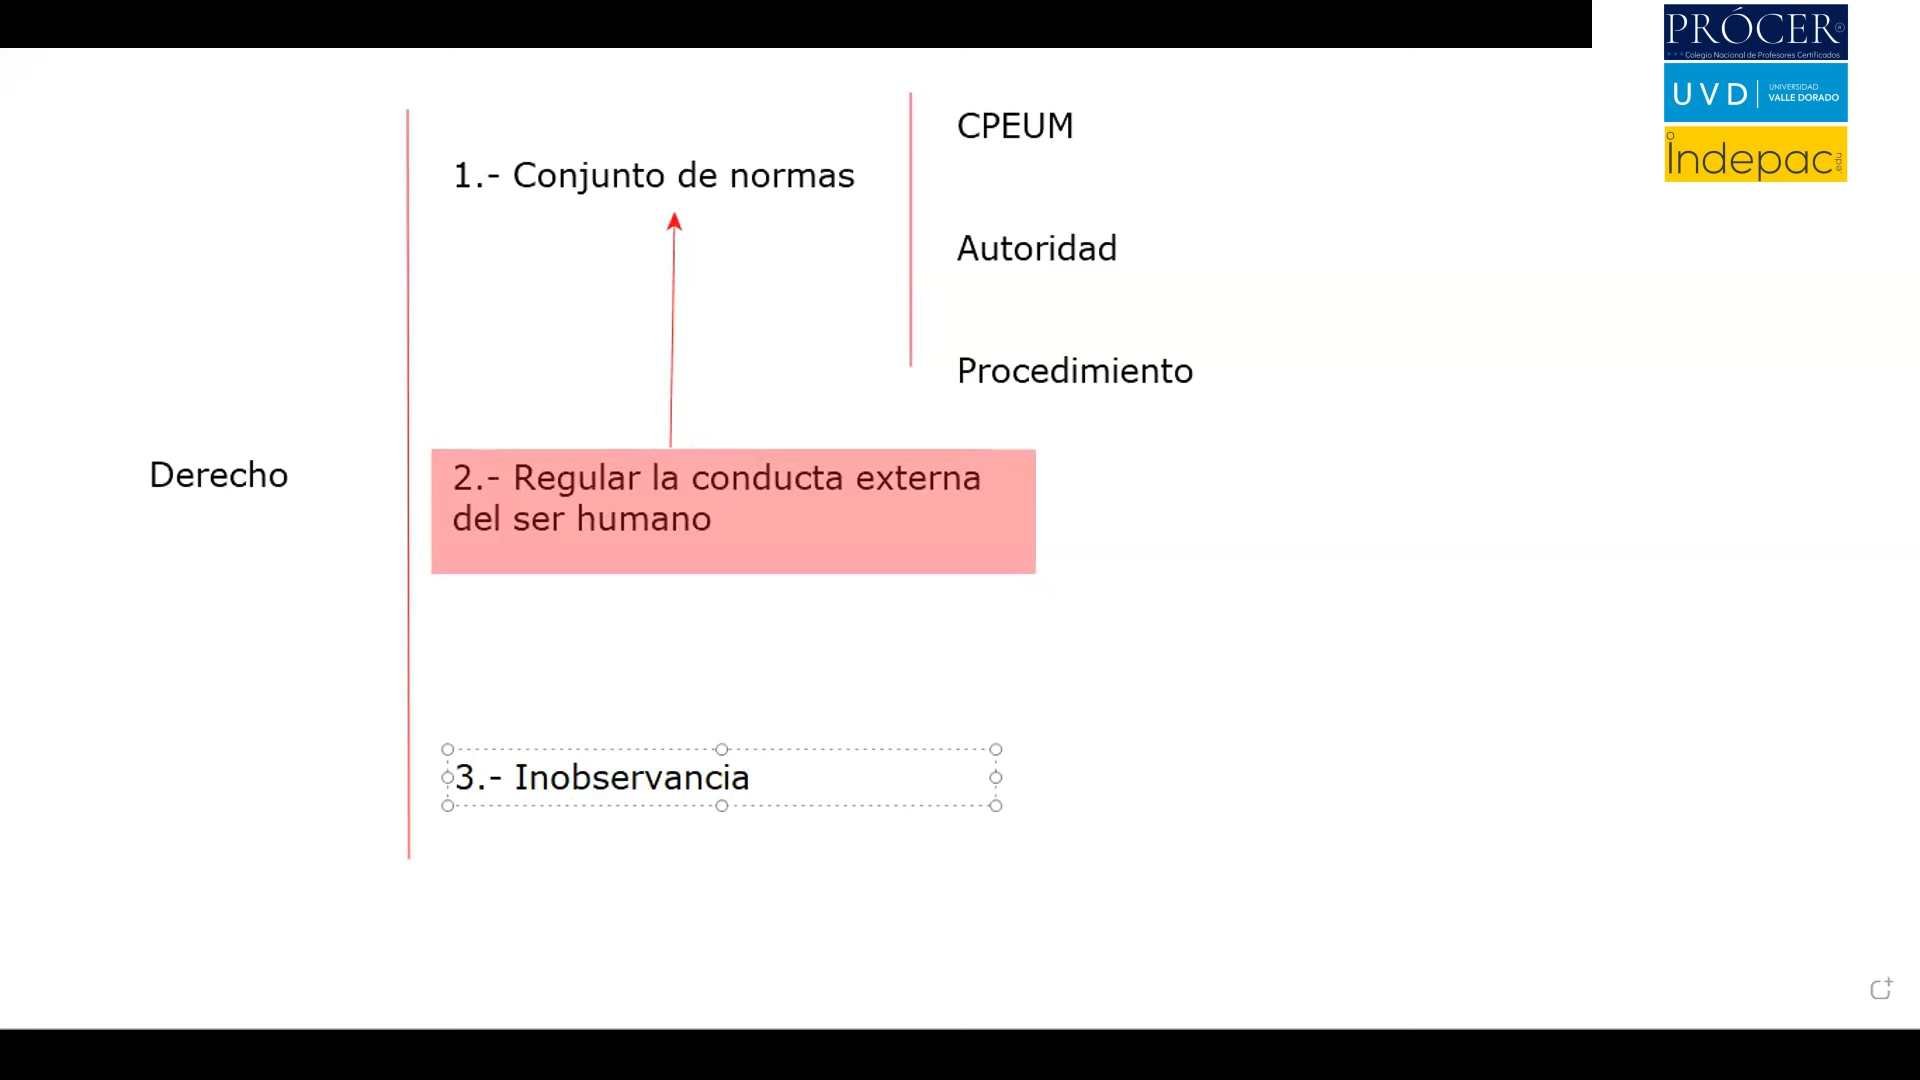 PRÓCER
Colegio Nacional de Profesores Certificados
UVD UNIVERSIDAD VALLE DORADO
Indepac.edu
CPEUM
1.- Conjunto de normas
Autoridad
Procedimiento
Derecho
2.- Regular la conducta externa
del ser humano
3.- Inobservancia